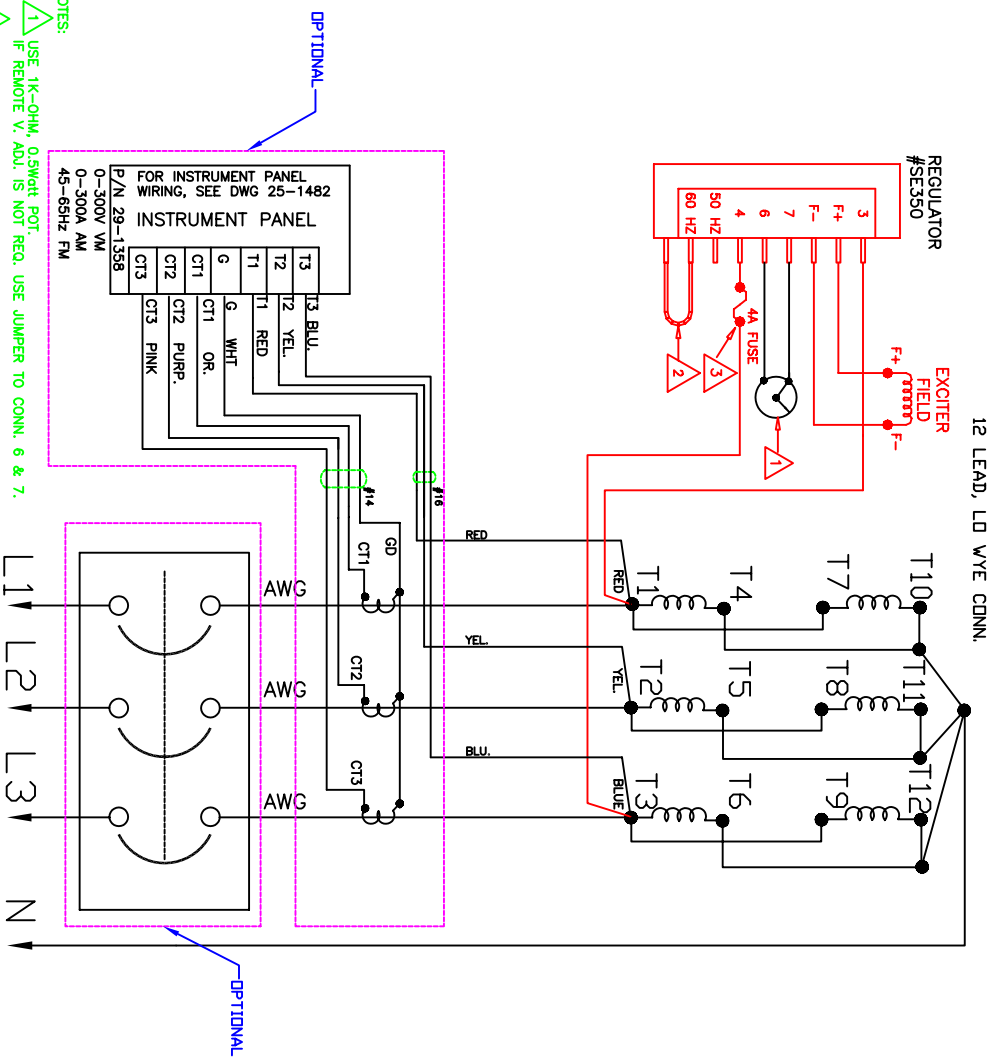 12 LEAD, LO WYE CONN.
REGULATOR
#SE350
3
F+
F-
7
6
4
50 HZ
60 HZ
EXCITER
FIELD
F+
F-
4A FUSE
1
2
3
T10
T7
T4
T1
RED
T11
T8
T5
T2
YEL.
T12
T9
T6
T3
BLUE
RED
YEL.
BLU.
OPTIONAL
FOR INSTRUMENT PANEL
WIRING, SEE DWG 25-1482
INSTRUMENT PANEL
P/N 29-1358
0-300V VM
0-300A AM
45-65Hz FM
T3
T2
T1
G
CT1
CT2
CT3
T3 BLU.
T2 YEL.
T1 RED
G WHT
CT1 OR.
CT2 PURP.
CT3 PINK
#16
#14
GD
CT1
CT2
CT3
AWG
AWG
AWG
L1
L2
L3
N
OPTIONAL
OTES:
1 USE 1K-OHM, 0.5Watt POT.
IF REMOTE V. ADJ. IS NOT REQ. USE JUMPER TO CONN. 6 & 7.